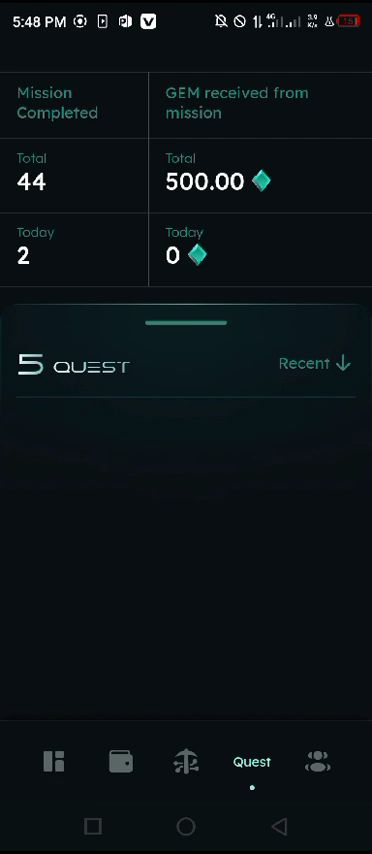 5:48 PM
Mission Completed
GEM received from mission
Total
44
Total
500.00
Today
2
Today
0
5 QUEST
Recent ↓
Quest